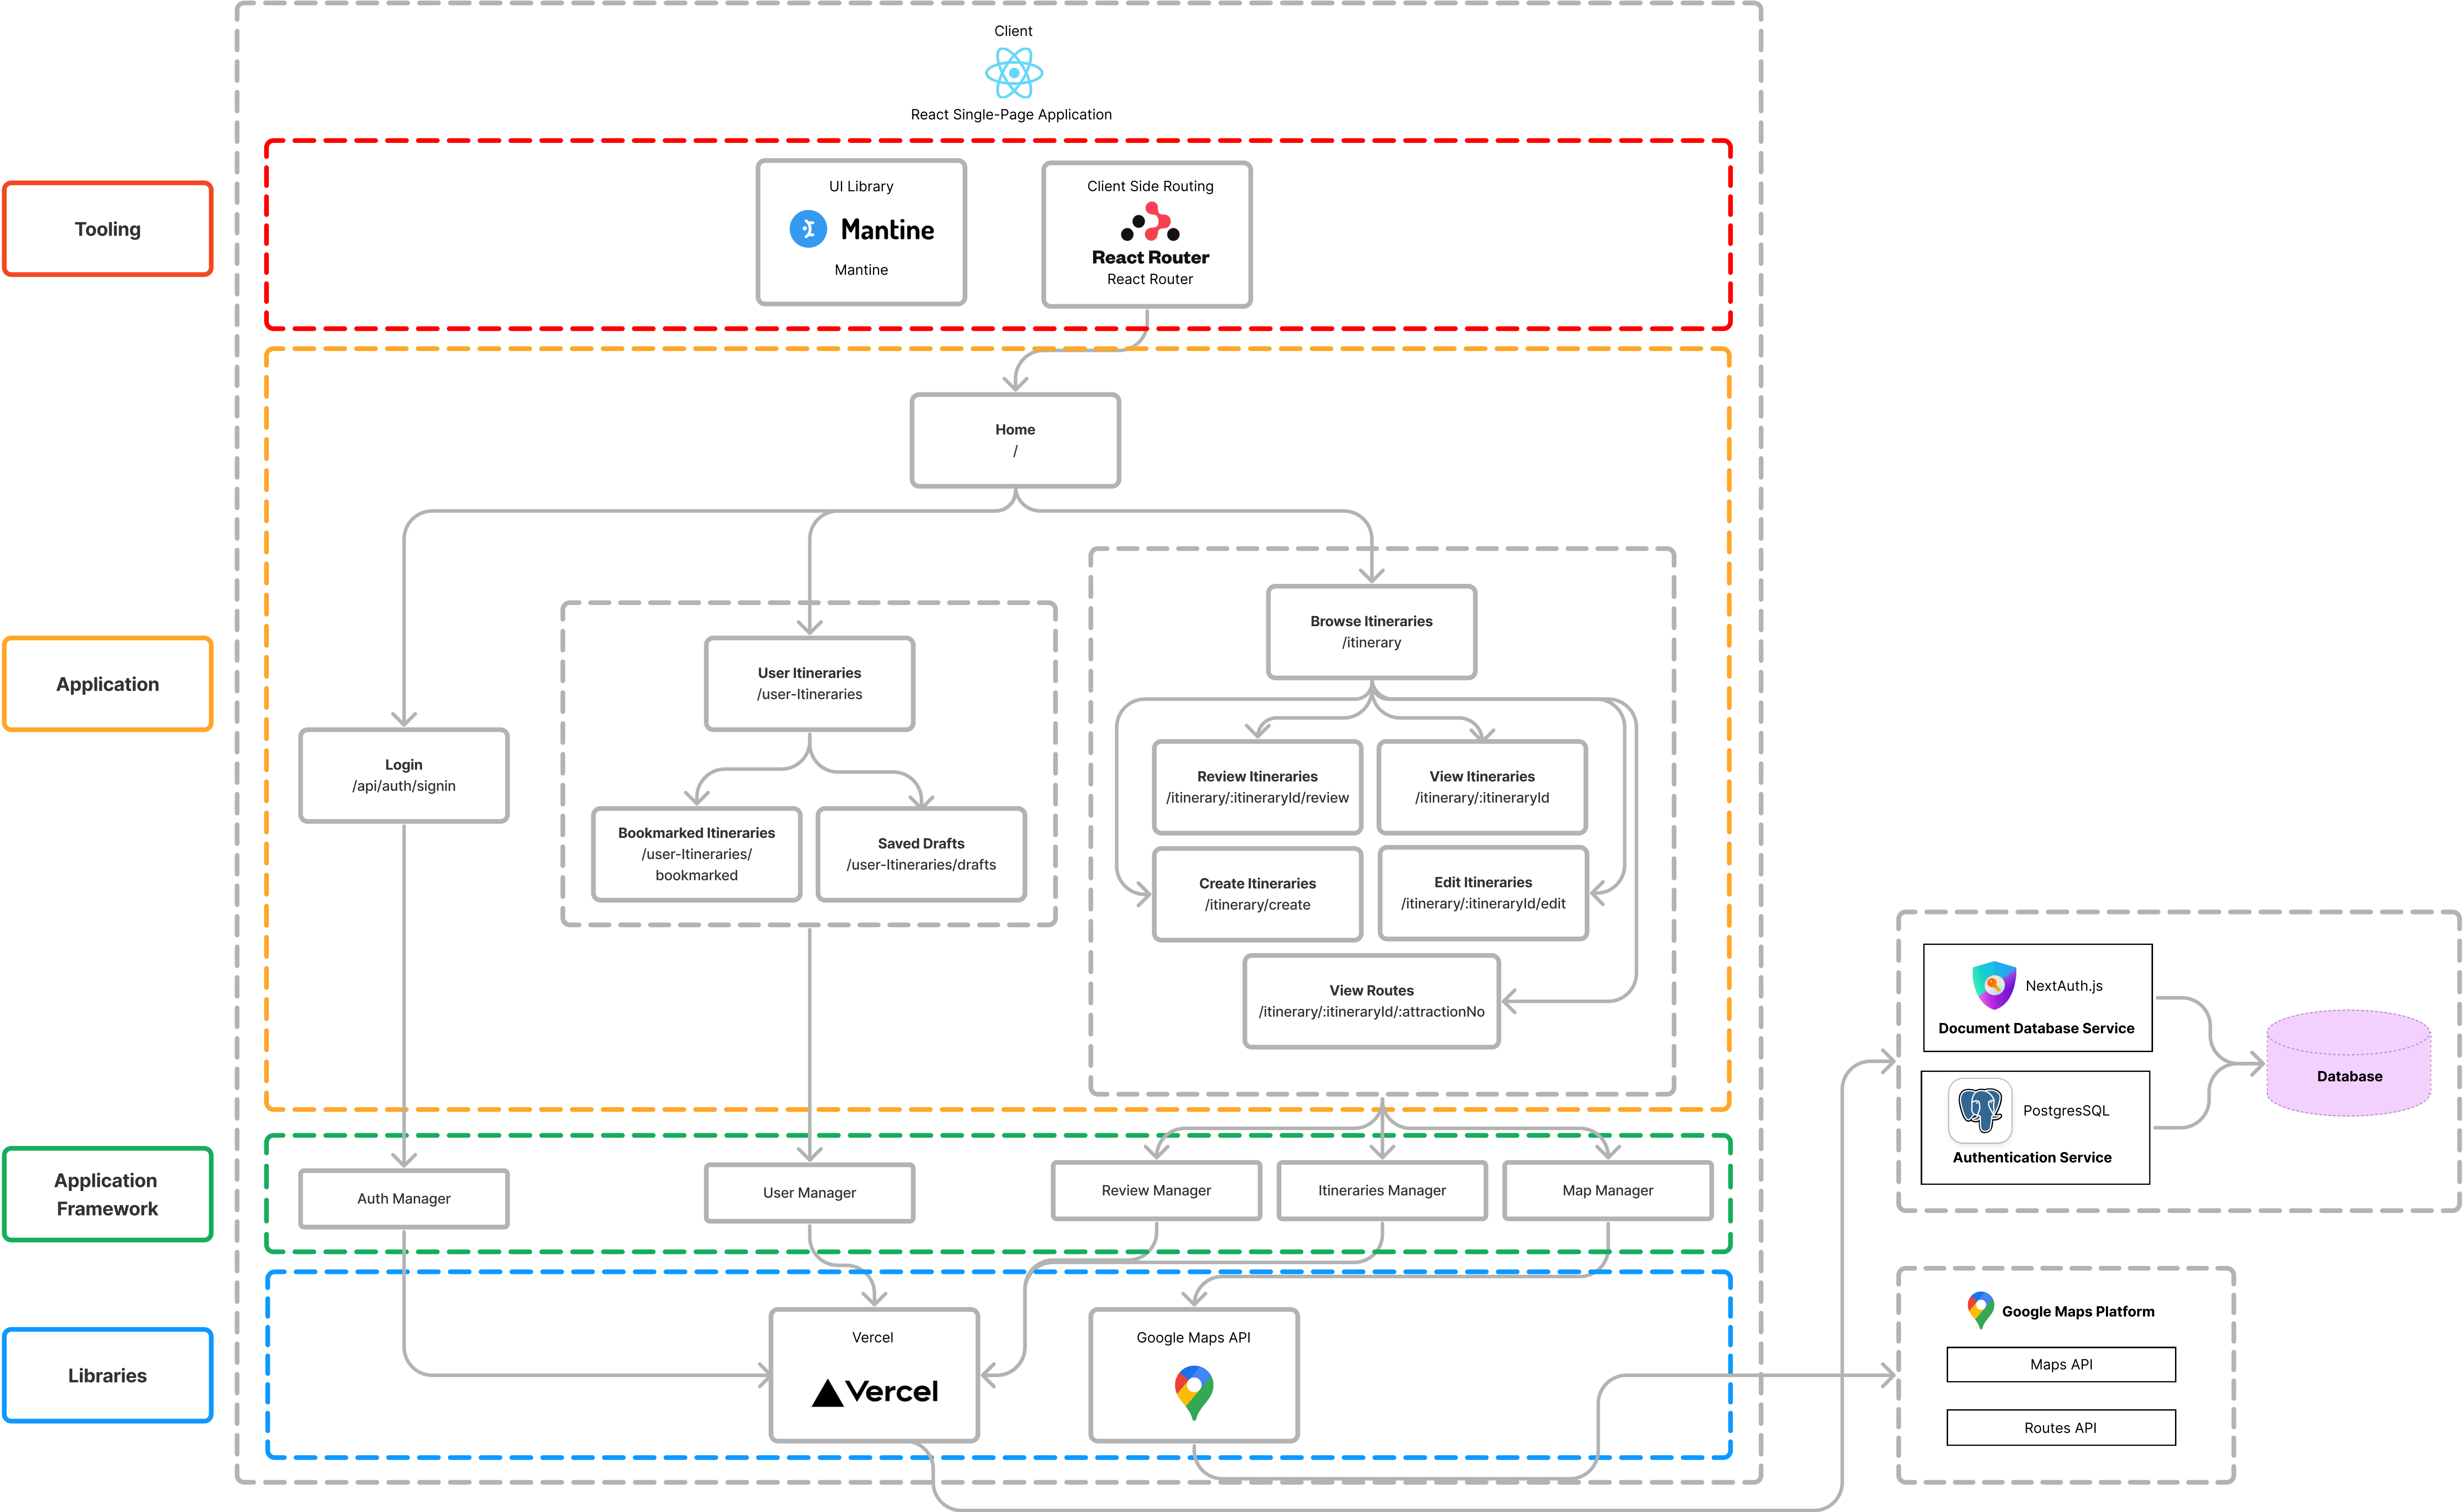 Client
React Single-Page Application
Tooling
UI Library
Mantine
Mantine
Client Side Routing
React Router
React Router
Application
Home
/
Login
/api/auth/signin
User Itineraries
/user-Itineraries
Bookmarked Itineraries
/user-Itineraries/
bookmarked
Saved Drafts
/user-Itineraries/drafts
Browse Itineraries
/itinerary
Review Itineraries
/itinerary/:itineraryId/review
View Itineraries
/itinerary/:itineraryId
Create Itineraries
/itinerary/create
Edit Itineraries
/itinerary/:itineraryId/edit
View Routes
/itinerary/:itineraryId/:attractionNo
Application
Framework
Auth Manager
User Manager
Review Manager
Itineraries Manager
Map Manager
Libraries
Vercel
Vercel
Google Maps API
NextAuth.js
Document Database Service
PostgresSQL
Authentication Service
Database
Google Maps Platform
Maps API
Routes API